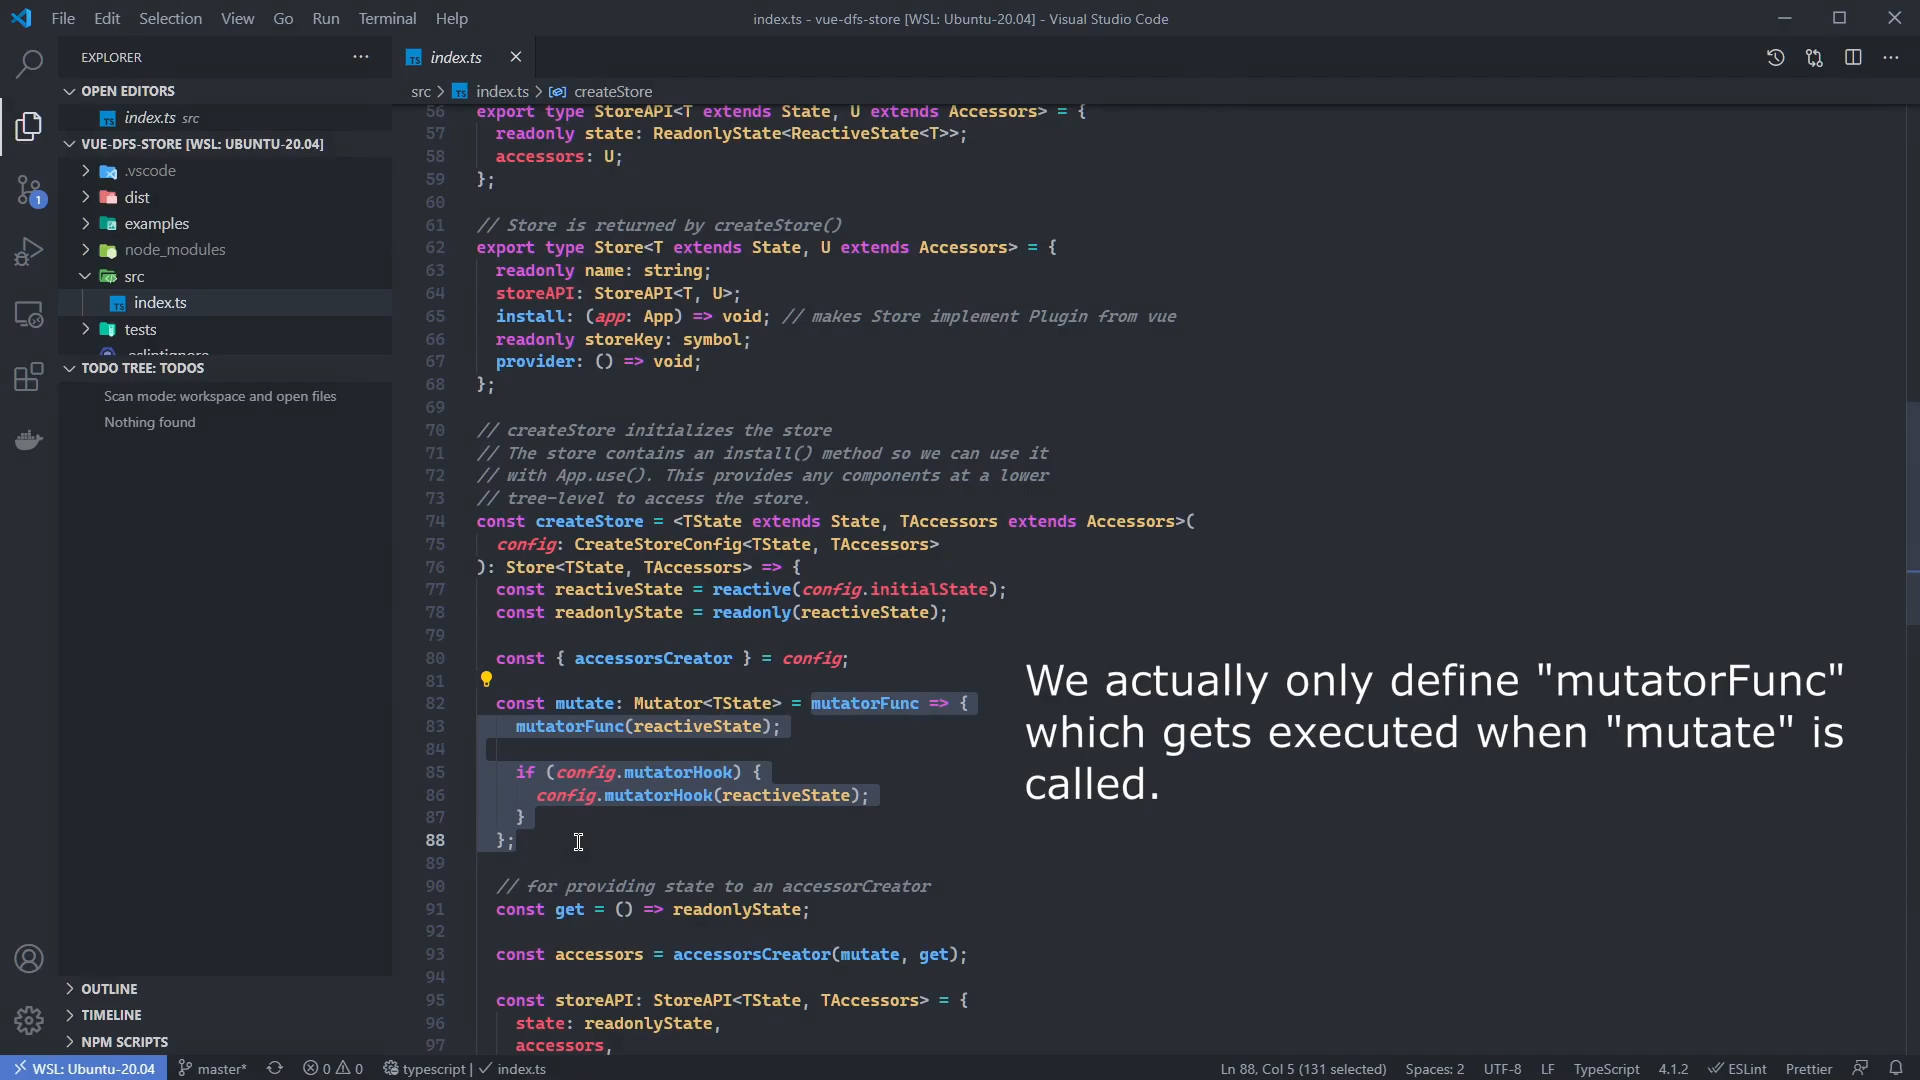 File Edit Selection View Go Run Terminal Help
index.ts - vue-dfs-store [WSL: Ubuntu-20.04] - Visual Studio Code
EXPLORER
OPEN EDITORS
index.ts src
VUE-DFS-STORE [WSL: UBUNTU-20.04]
.vscode
dist
examples
node_modules
src
index.ts
tests
.eslintignore
TODO TREE: TODOS
Scan mode: workspace and open files
Nothing found
OUTLINE
TIMELINE
NPM SCRIPTS
1
index.ts
src > index.ts > createStore
56 export type StoreAPI<T extends State, U extends Accessors> = {
57 readonly state: ReadonlyState<ReactiveState<T>>;
58 accessors: U;
59 };
60
61 // Store is returned by createStore()
62 export type Store<T extends State, U extends Accessors> = {
63 readonly name: string;
64 storeAPI: StoreAPI<T, U>;
65 install: (app: App) => void; // makes Store implement Plugin from vue
66 readonly storeKey: symbol;
67 provider: () => void;
68 };
69
70 // createStore initializes the store
71 // The store contains an install() method so we can use it
72 // with App.use(). This provides any components at a lower
73 // tree-level to access the store.
74 const createStore = <TState extends State, TAccessors extends Accessors>(
75 config: CreateStoreConfig<TState, TAccessors>
76 ): Store<TState, TAccessors> => {
77 const reactiveState = reactive(config.initialState);
78 const readonlyState = readonly(reactiveState);
79
80 const { accessorsCreator } = config;
81
82 const mutate: Mutator<TState> = mutatorFunc => {
83 mutatorFunc(reactiveState);
84
85 if (config.mutatorHook) {
86 config.mutatorHook(reactiveState);
87 }
88 };
89
90 // for providing state to an accessorCreator
91 const get = () => readonlyState;
92
93 const accessors = accessorsCreator(mutate, get);
94
95 const storeAPI: StoreAPI<TState, TAccessors> = {
96 state: readonlyState,
97 accessors,
We actually only define "mutatorFunc"
which gets executed when "mutate" is
called.
WSL: Ubuntu-20.04 master* 0 0 typescript | index.ts Ln 88, Col 5 (131 selected) Spaces: 2 UTF-8 LF TypeScript 4.1.2 ESLint Prettier